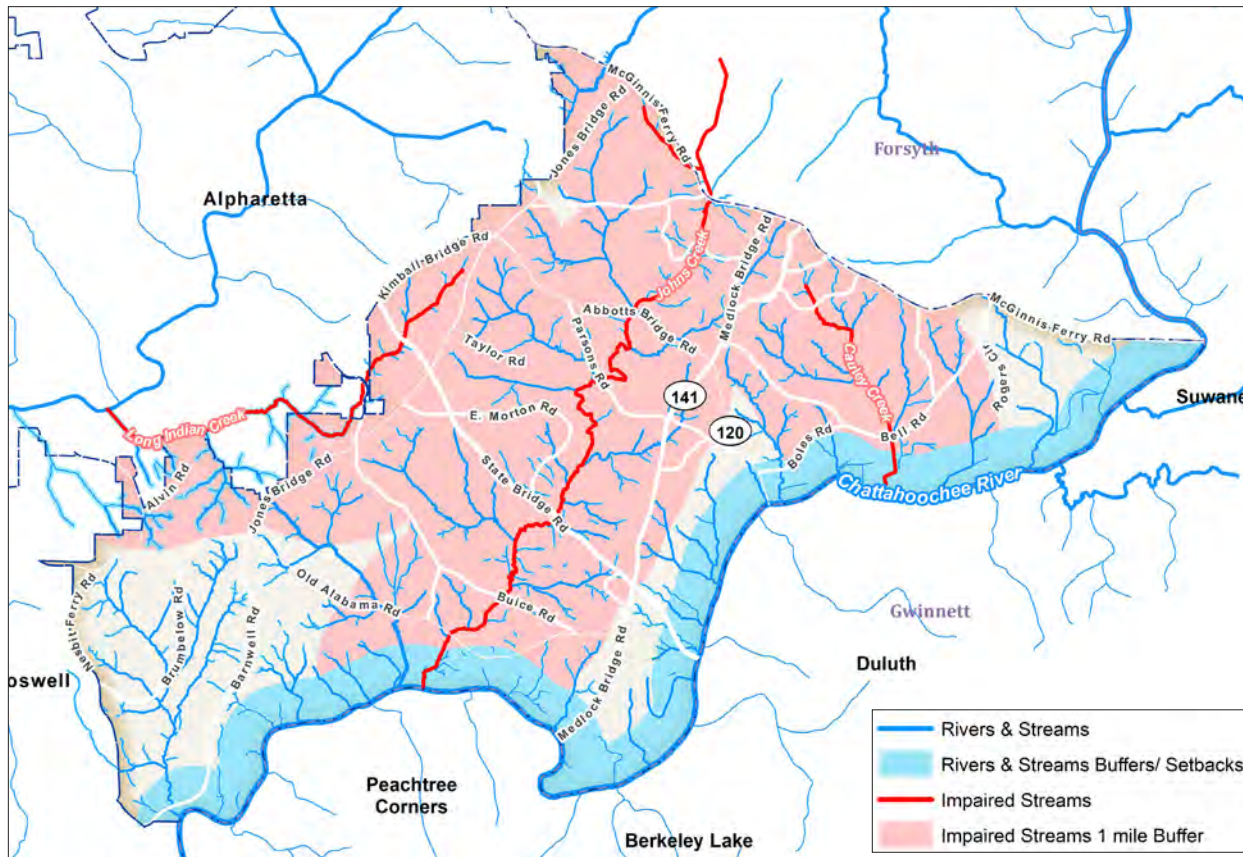 McGinnis Ferry Rd
Jones Bridge Rd
Forsyth
Alpharetta
Kimball Bridge Rd
Johns Creek
Medlock Bridge Rd
Abbotts Bridge Rd
McGinnis Ferry Rd
Parsons Rd
Taylor Rd
Cauley Creek
Rogers Cir
141
Suwane
E. Morton Rd
120
Long Indian Creek
Boles Rd
Bell Rd
Alvin Rd
Jones Bridge Rd
State Bridge Rd
Chattahoochee River
Old Alabama Rd
Buice Rd
Gwinnett
Nesbit Ferry Rd
Brumbelow Rd
Barnwell Rd
oswell
Medlock Bridge Rd
Duluth
Peachtree
Corners
Berkeley Lake
Rivers & Streams
Rivers & Streams Buffers/ Setbacks
Impaired Streams
Impaired Streams 1 mile Buffer